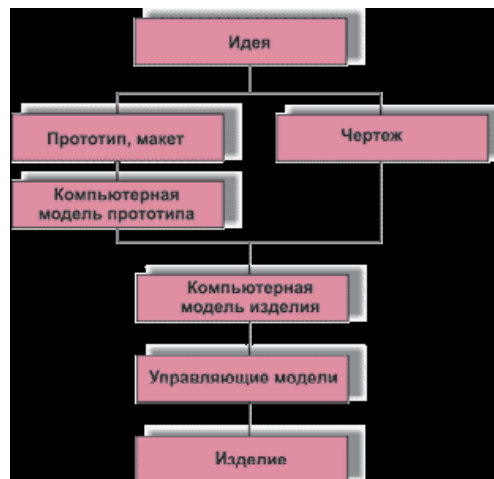 Идея
Прототип, макет
Чертеж
Компьютерная
модель прототипа
Компьютерная
модель изделия
Управляющие модели
Изделие